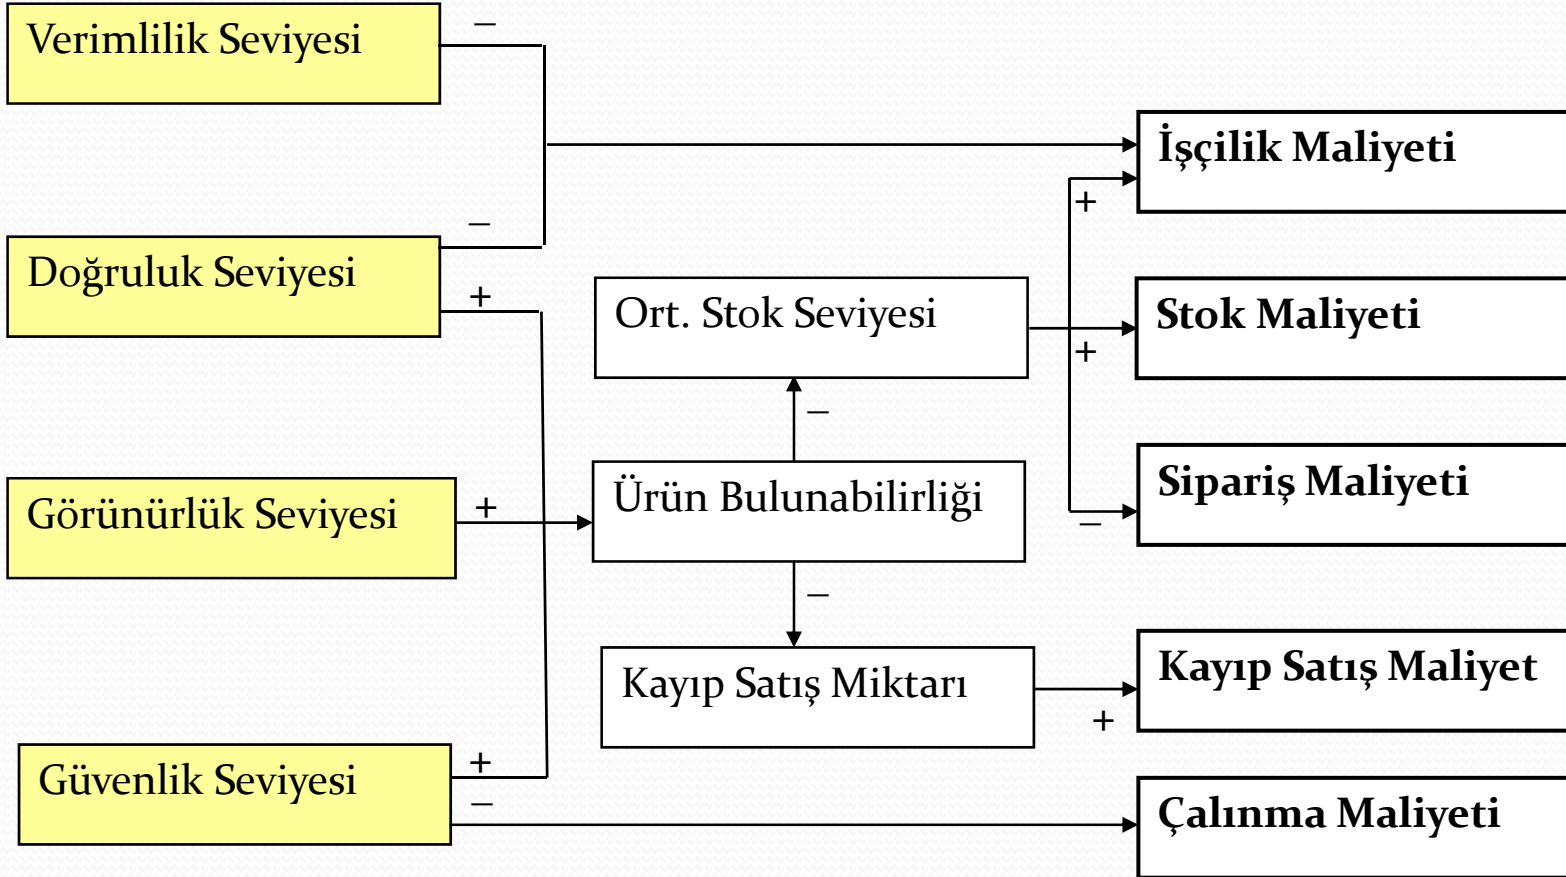 Verimlilik Seviyesi
–
İşçilik Maliyeti
+
–
Doğruluk Seviyesi
+
Ort. Stok Seviyesi
Stok Maliyeti
+
–
Görünürlük Seviyesi
+
Ürün Bulunabilirliği
Sipariş Maliyeti
–
–
Kayıp Satış Miktarı
Kayıp Satış Maliyet
+
Güvenlik Seviyesi
+
–
Çalınma Maliyeti